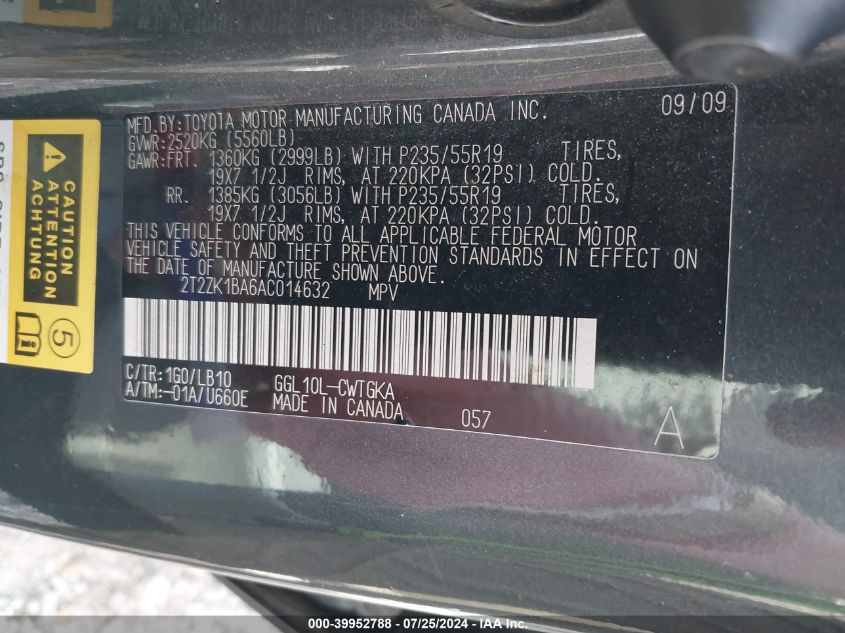 MFD.BY:TOYOTA MOTOR MANUFACTURING CANADA INC. 09/09
GVWR:2520KG (5560LB)
GAWR:FRT. 1360KG (2999LB) WITH P235/55R19 TIRES,
19X7 1/2J RIMS, AT 220KPA (32PSI) COLD.
RR. 1385KG (3056LB) WITH P235/55R19 TIRES,
19X7 1/2J RIMS, AT 220KPA (32PSI) COLD.
THIS VEHICLE CONFORMS TO ALL APPLICABLE FEDERAL MOTOR
VEHICLE SAFETY AND THEFT PREVENTION STANDARDS IN EFFECT ON
THE DATE OF MANUFACTURE SHOWN ABOVE.
2T2ZK1BA6AC014632 MPV
C/TR:1G0/LB10 GGL10L-CWTGKA
A/TM:-01A/U660E MADE IN CANADA 057 A
CAUTION
ATTENTION
ACHTUNG
5
000-39952788 - 07/25/2024 - IAA Inc.